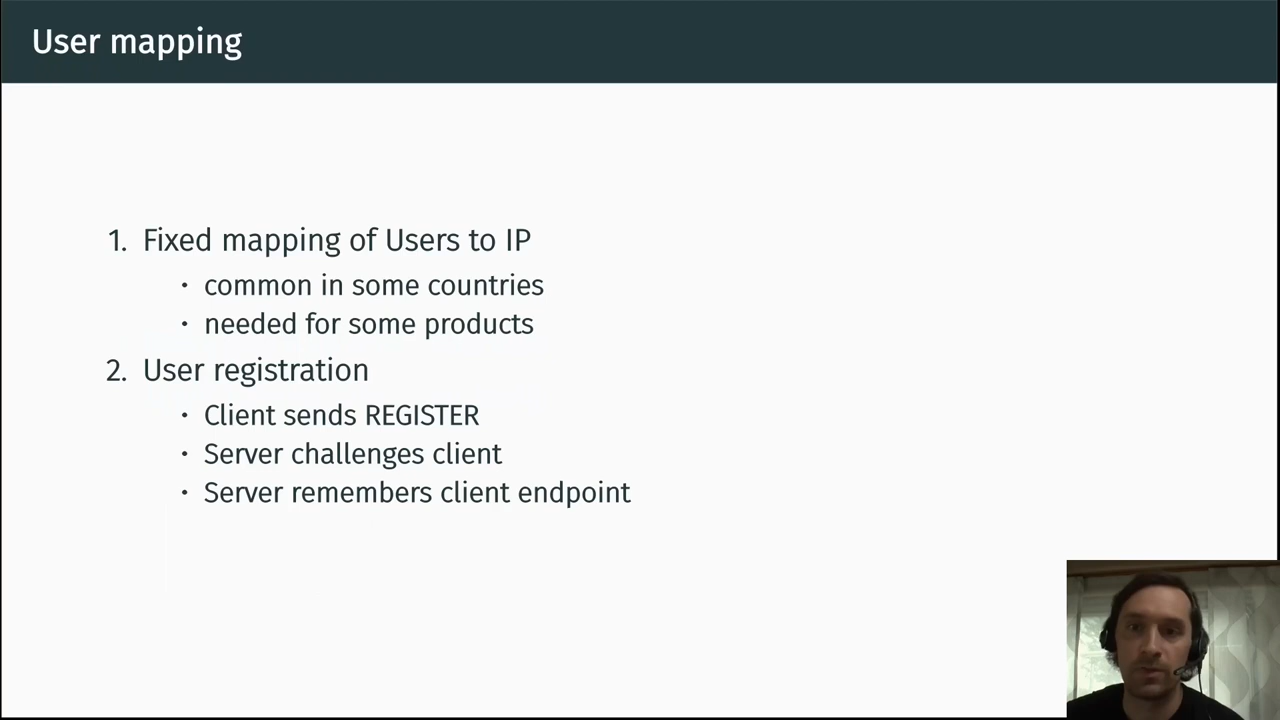 User mapping
1. Fixed mapping of Users to IP
• common in some countries
• needed for some products
2. User registration
• Client sends REGISTER
• Server challenges client
• Server remembers client endpoint